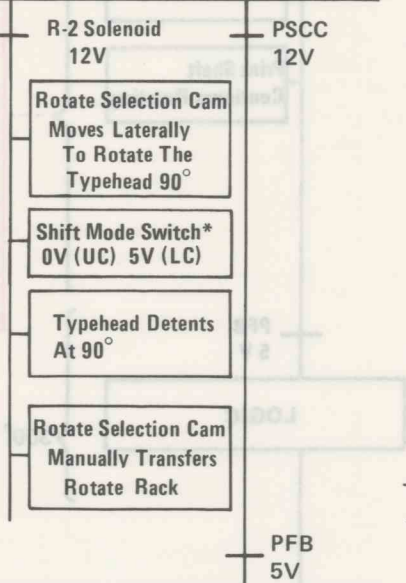 R-2 Solenoid
12V
PSCC
12V
Rotate Selection Cam
Moves Laterally
To Rotate The
Typehead 90°
Shift Mode Switch*
0V (UC) 5V (LC)
Typehead Detents
At 90°
Rotate Selection Cam
Manually Transfers
Rotate Rack
PFB
5V